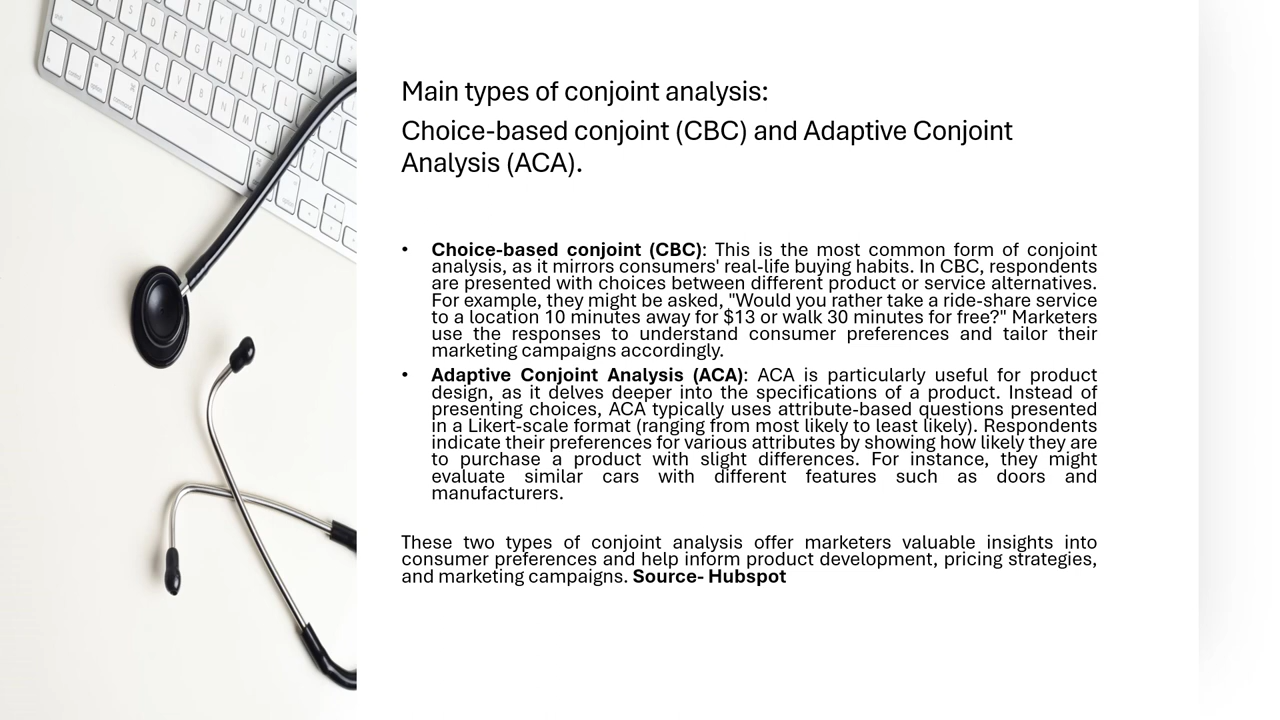 Main types of conjoint analysis:
Choice-based conjoint (CBC) and Adaptive Conjoint
Analysis (ACA).
• Choice-based conjoint (CBC): This is the most common form of conjoint
analysis, as it mirrors consumers' real-life buying habits. In CBC, respondents
are presented with choices between different product or service alternatives.
For example, they might be asked, "Would you rather take a ride-share service
to a location 10 minutes away for $13 or walk 30 minutes for free?" Marketers
use the responses to understand consumer preferences and tailor their
marketing campaigns accordingly.
• Adaptive Conjoint Analysis (ACA): ACA is particularly useful for product
design, as it delves deeper into the specifications of a product. Instead of
presenting choices, ACA typically uses attribute-based questions presented
in a Likert-scale format (ranging from most likely to least likely). Respondents
indicate their preferences for various attributes by showing how likely they are
to purchase a product with slight differences. For instance, they might
evaluate similar cars with different features such as doors and
manufacturers.
These two types of conjoint analysis offer marketers valuable insights into
consumer preferences and help inform product development, pricing strategies,
and marketing campaigns. Source- Hubspot